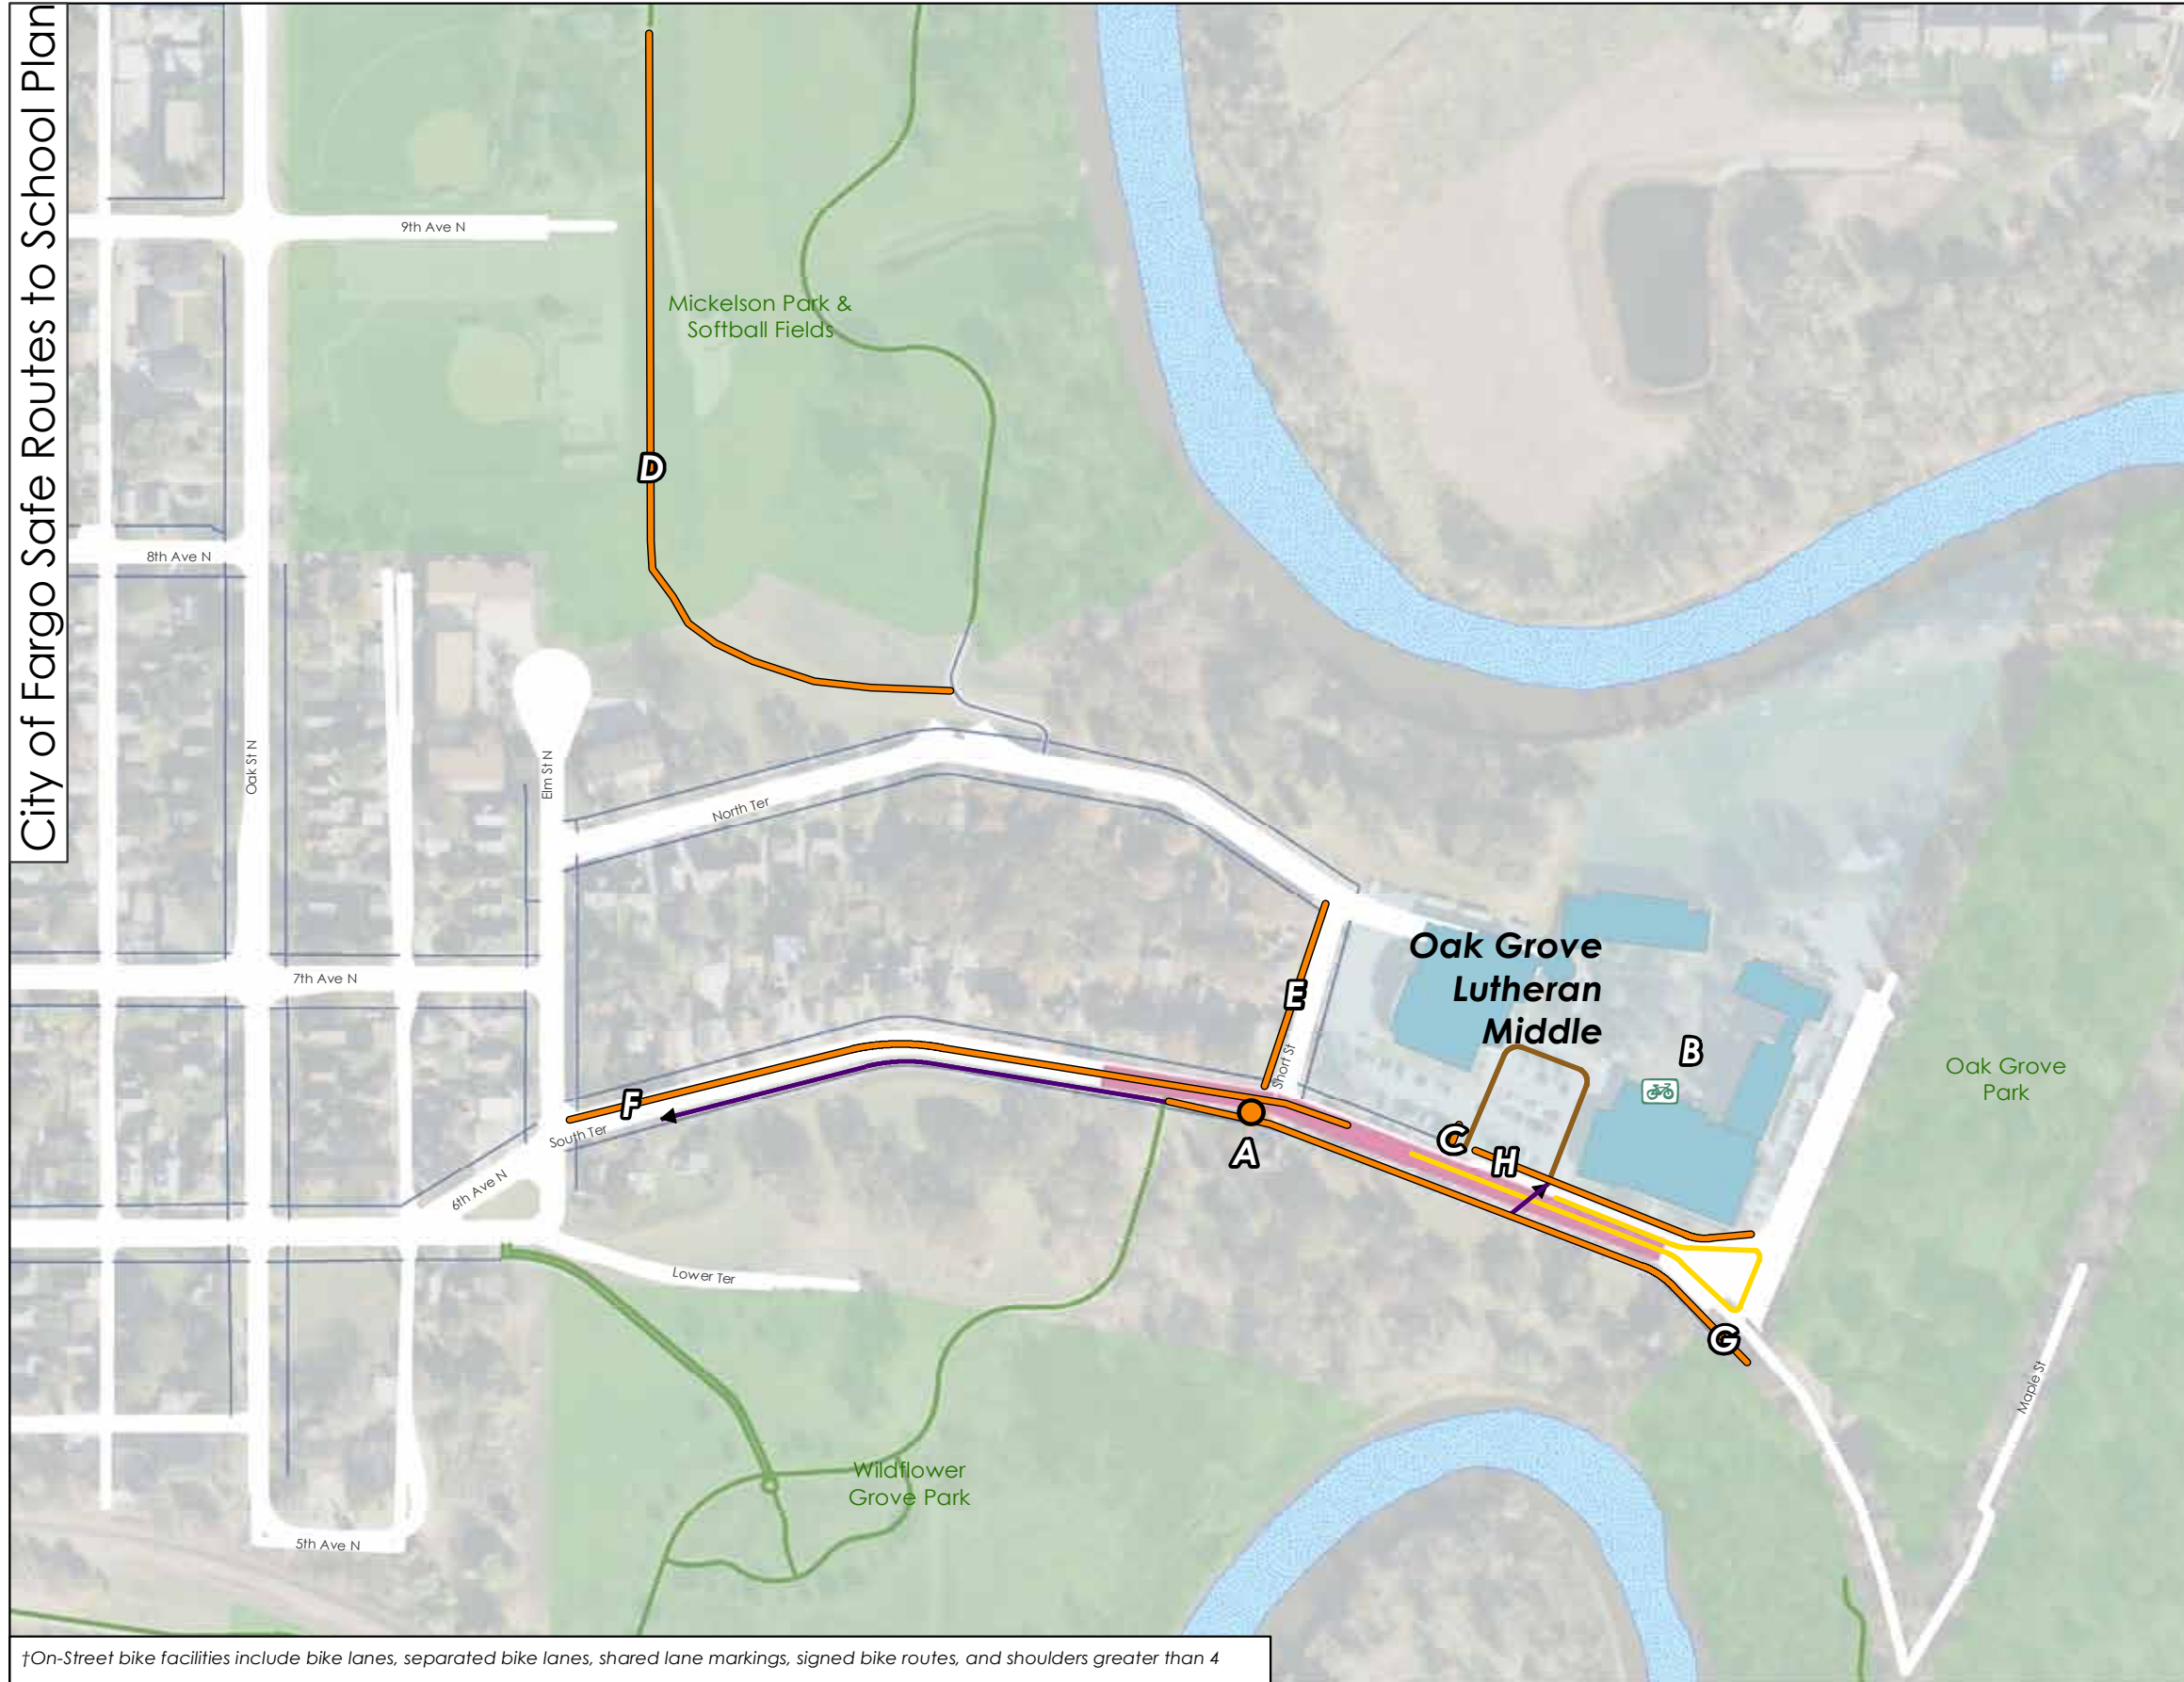 City of Fargo Safe Routes to School Plan
9th Ave N
Mickelson Park &
Softball Fields
D
8th Ave N
Oak St N
Elm St N
North Ter
Oak Grove
Lutheran
Middle
7th Ave N
E
B
Short St
Oak Grove
Park
F
South Ter
A
C
H
6th Ave N
Lower Ter
G
Maple St
Wildflower
Grove Park
5th Ave N
†On-Street bike facilities include bike lanes, separated bike lanes, shared lane markings, signed bike routes, and shoulders greater than 4